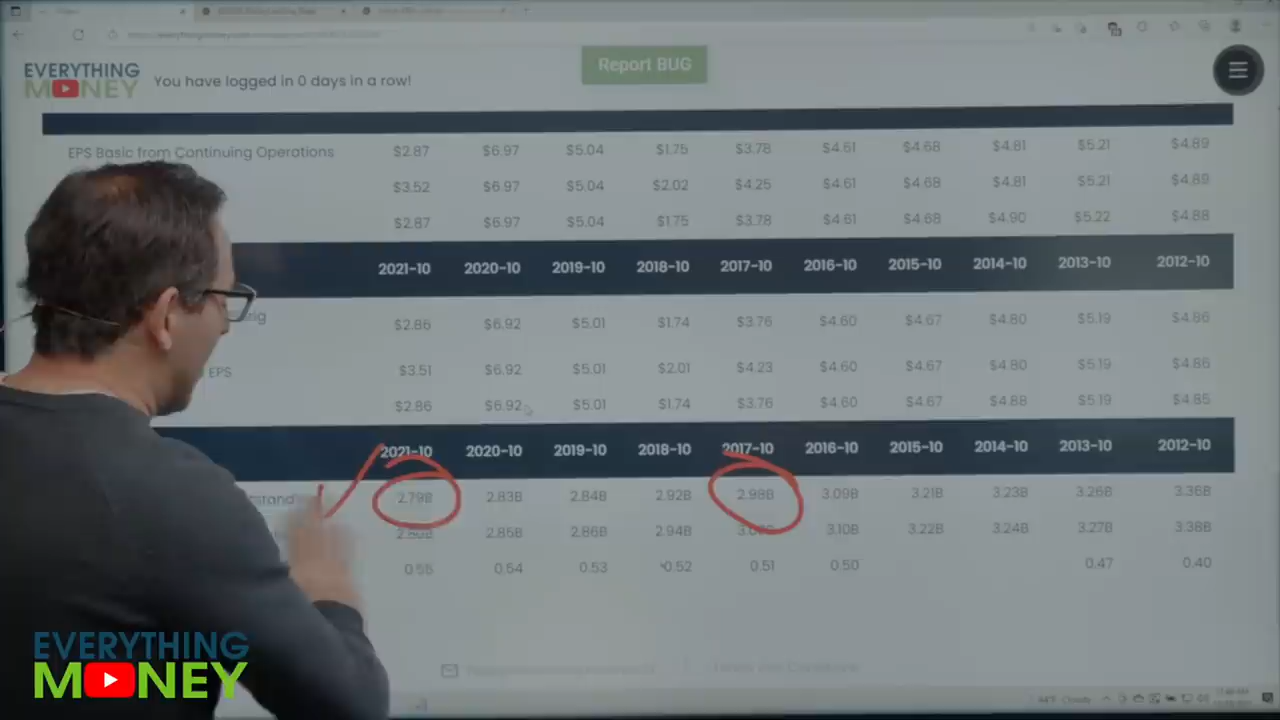 EVERYTHING
MONEY
You have logged in 0 days in a row!
Report BUG
EPS Basic from Continuing Operations $2.87 $6.97 $5.04 $1.75 $3.78 $4.61 $4.68 $4.81 $5.21 $4.89
$3.52 $6.97 $5.04 $2.02 $4.25 $4.61 $4.68 $4.81 $5.21 $4.89
$2.87 $6.97 $5.04 $1.75 $3.78 $4.61 $4.68 $4.90 $5.22 $4.88
2021-10 2020-10 2019-10 2018-10 2017-10 2016-10 2015-10 2014-10 2013-10 2012-10
$2.86 $6.92 $5.01 $1.74 $3.76 $4.60 $4.67 $4.80 $5.19 $4.86
EPS $3.51 $6.92 $5.01 $2.01 $4.23 $4.60 $4.67 $4.80 $5.19 $4.86
$2.86 $6.92 $5.01 $1.74 $3.76 $4.60 $4.67 $4.88 $5.19 $4.85
2021-10 2020-10 2019-10 2018-10 2017-10 2016-10 2015-10 2014-10 2013-10 2012-10
2.79B 2.83B 2.84B 2.92B 2.98B 3.09B 3.21B 3.23B 3.26B 3.36B
2.85B 2.86B 2.94B 3.10B 3.22B 3.24B 3.27B 3.38B
0.55 0.54 0.53 0.52 0.51 0.50 0.47 0.40
EVERYTHING
MONEY